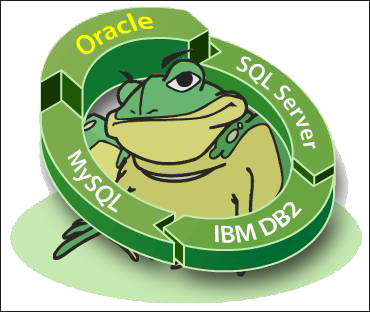 Oracle
SQL Server
IBM DB2
MySQL